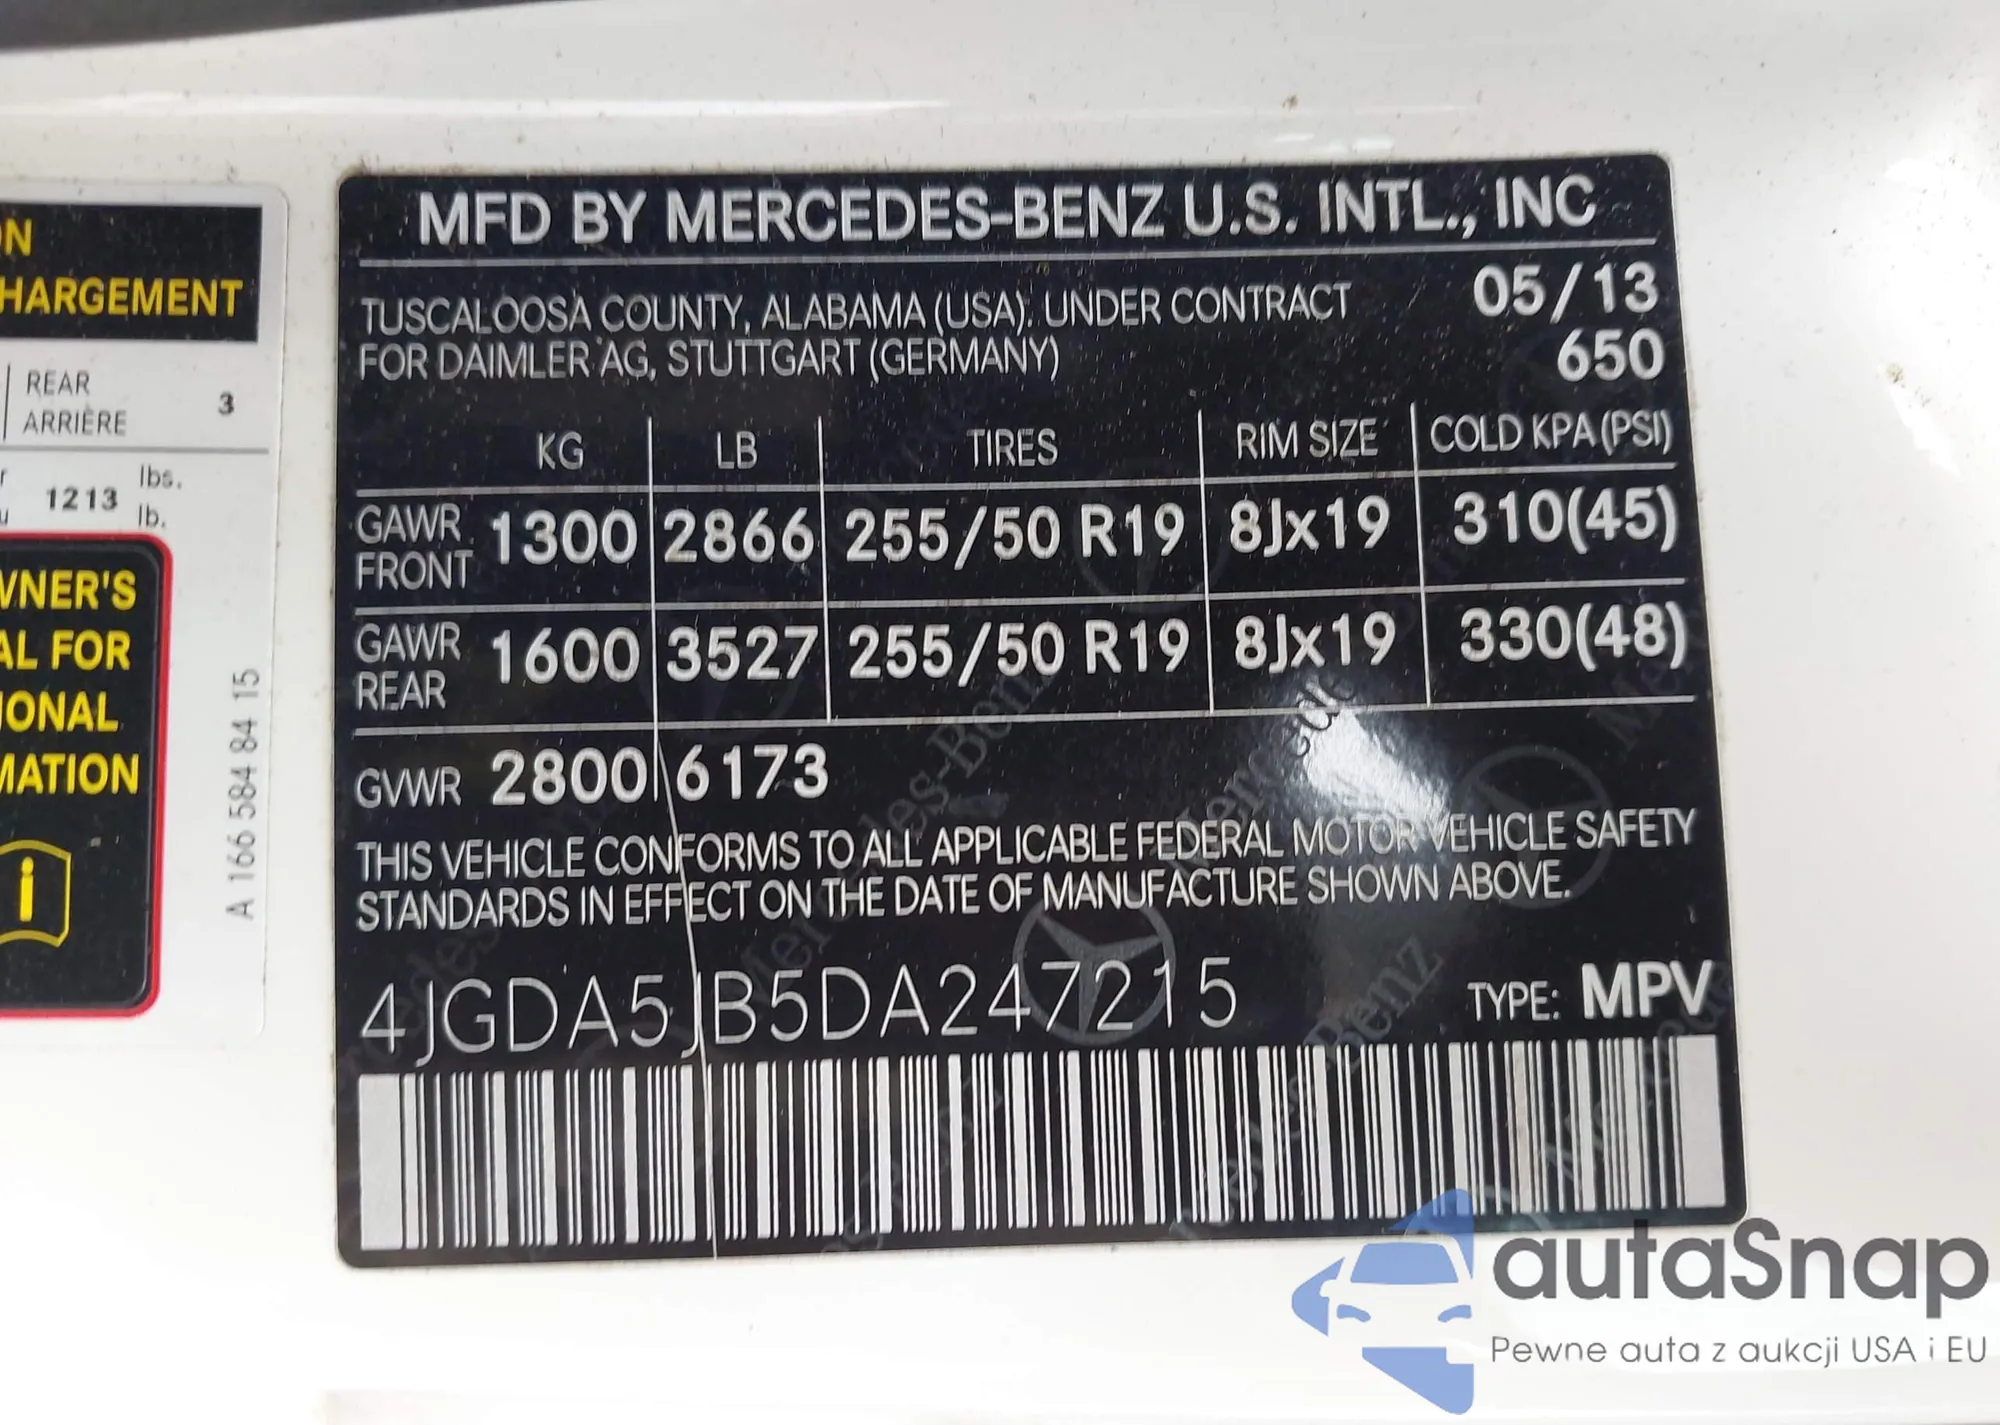 ON
HARGEMENT
REAR
ARRIÈRE 3
1213 lbs.
lb.
WNER'S
AL FOR
IONAL
MATION
i
A 166 584 84 15
MFD BY MERCEDES-BENZ U.S. INTL., INC
TUSCALOOSA COUNTY, ALABAMA (USA). UNDER CONTRACT 05/13
FOR DAIMLER AG, STUTTGART (GERMANY) 650
KG LB TIRES RIM SIZE COLD KPA (PSI)
GAWR FRONT 1300 2866 255/50 R19 8Jx19 310(45)
GAWR REAR 1600 3527 255/50 R19 8Jx19 330(48)
GVWR 2800 6173
THIS VEHICLE CONFORMS TO ALL APPLICABLE FEDERAL MOTOR VEHICLE SAFETY
STANDARDS IN EFFECT ON THE DATE OF MANUFACTURE SHOWN ABOVE.
4JGDA5JB5DA247215 TYPE: MPV
autaSnap
Pewne auta z aukcji USA i EU